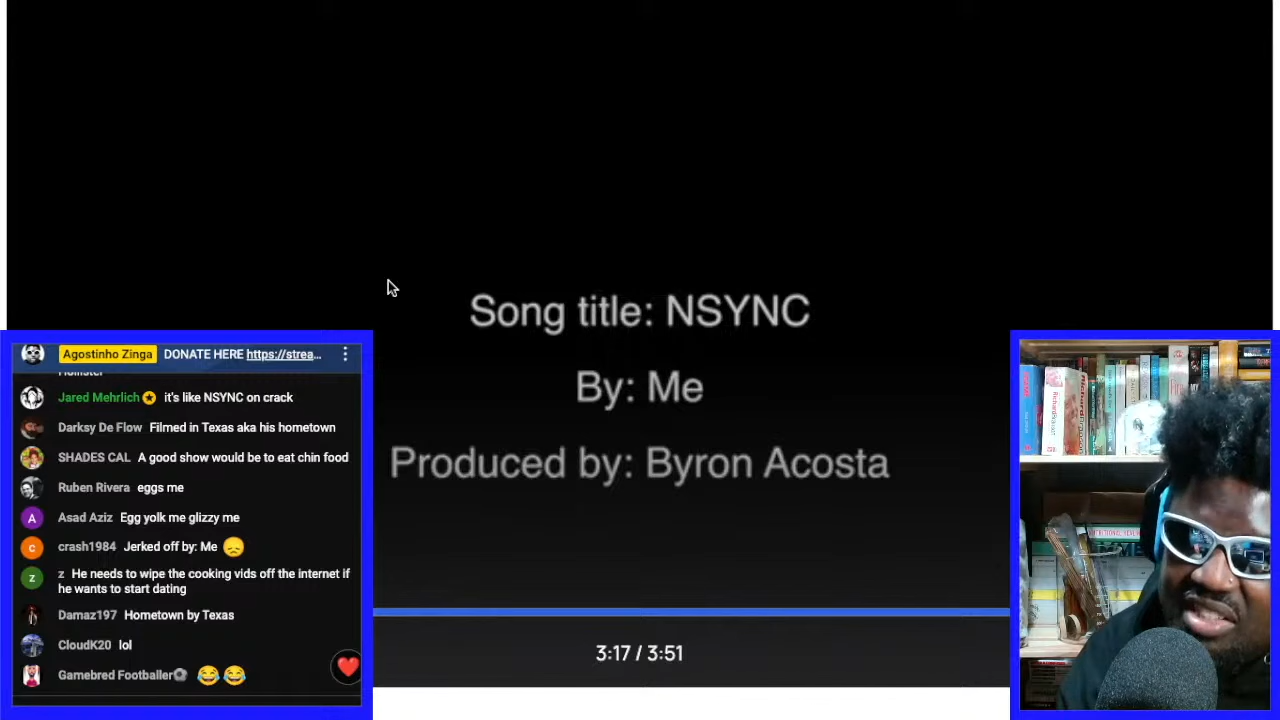 Song title: NSYNC
By: Me
Produced by: Byron Acosta
3:17 / 3:51
Agostinho Zinga DONATE HERE https://strea...
Hollister
Jared Mehrlich it's like NSYNC on crack
Darksy De Flow Filmed in Texas aka his hometown
SHADES CAL A good show would be to eat chin food
Ruben Rivera eggs me
A
Asad Aziz Egg yolk me glizzy me
c
crash1984 Jerked off by: Me 😞
z
z He needs to wipe the cooking vids off the internet if
he wants to start dating
Damaz197 Hometown by Texas
CloudK20 lol
Gamebred Footballer⚽ 😂😂